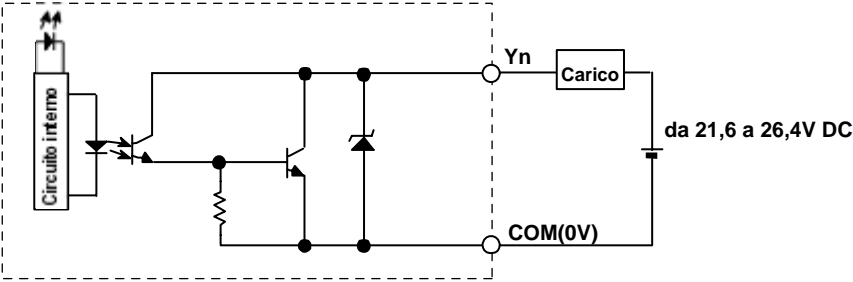 Yn
Carico
Circuito interno
da 21,6 a 26,4V DC
COM(0V)